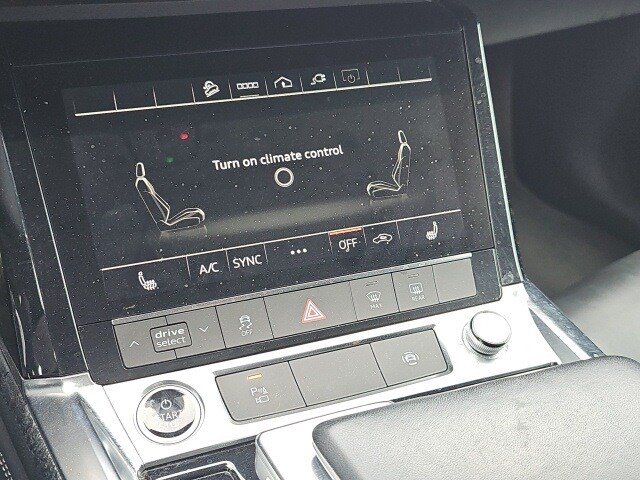 Turn on climate control
A/C SYNC ••• OFF
drive
select
OFF
MAX
REAR
START
P